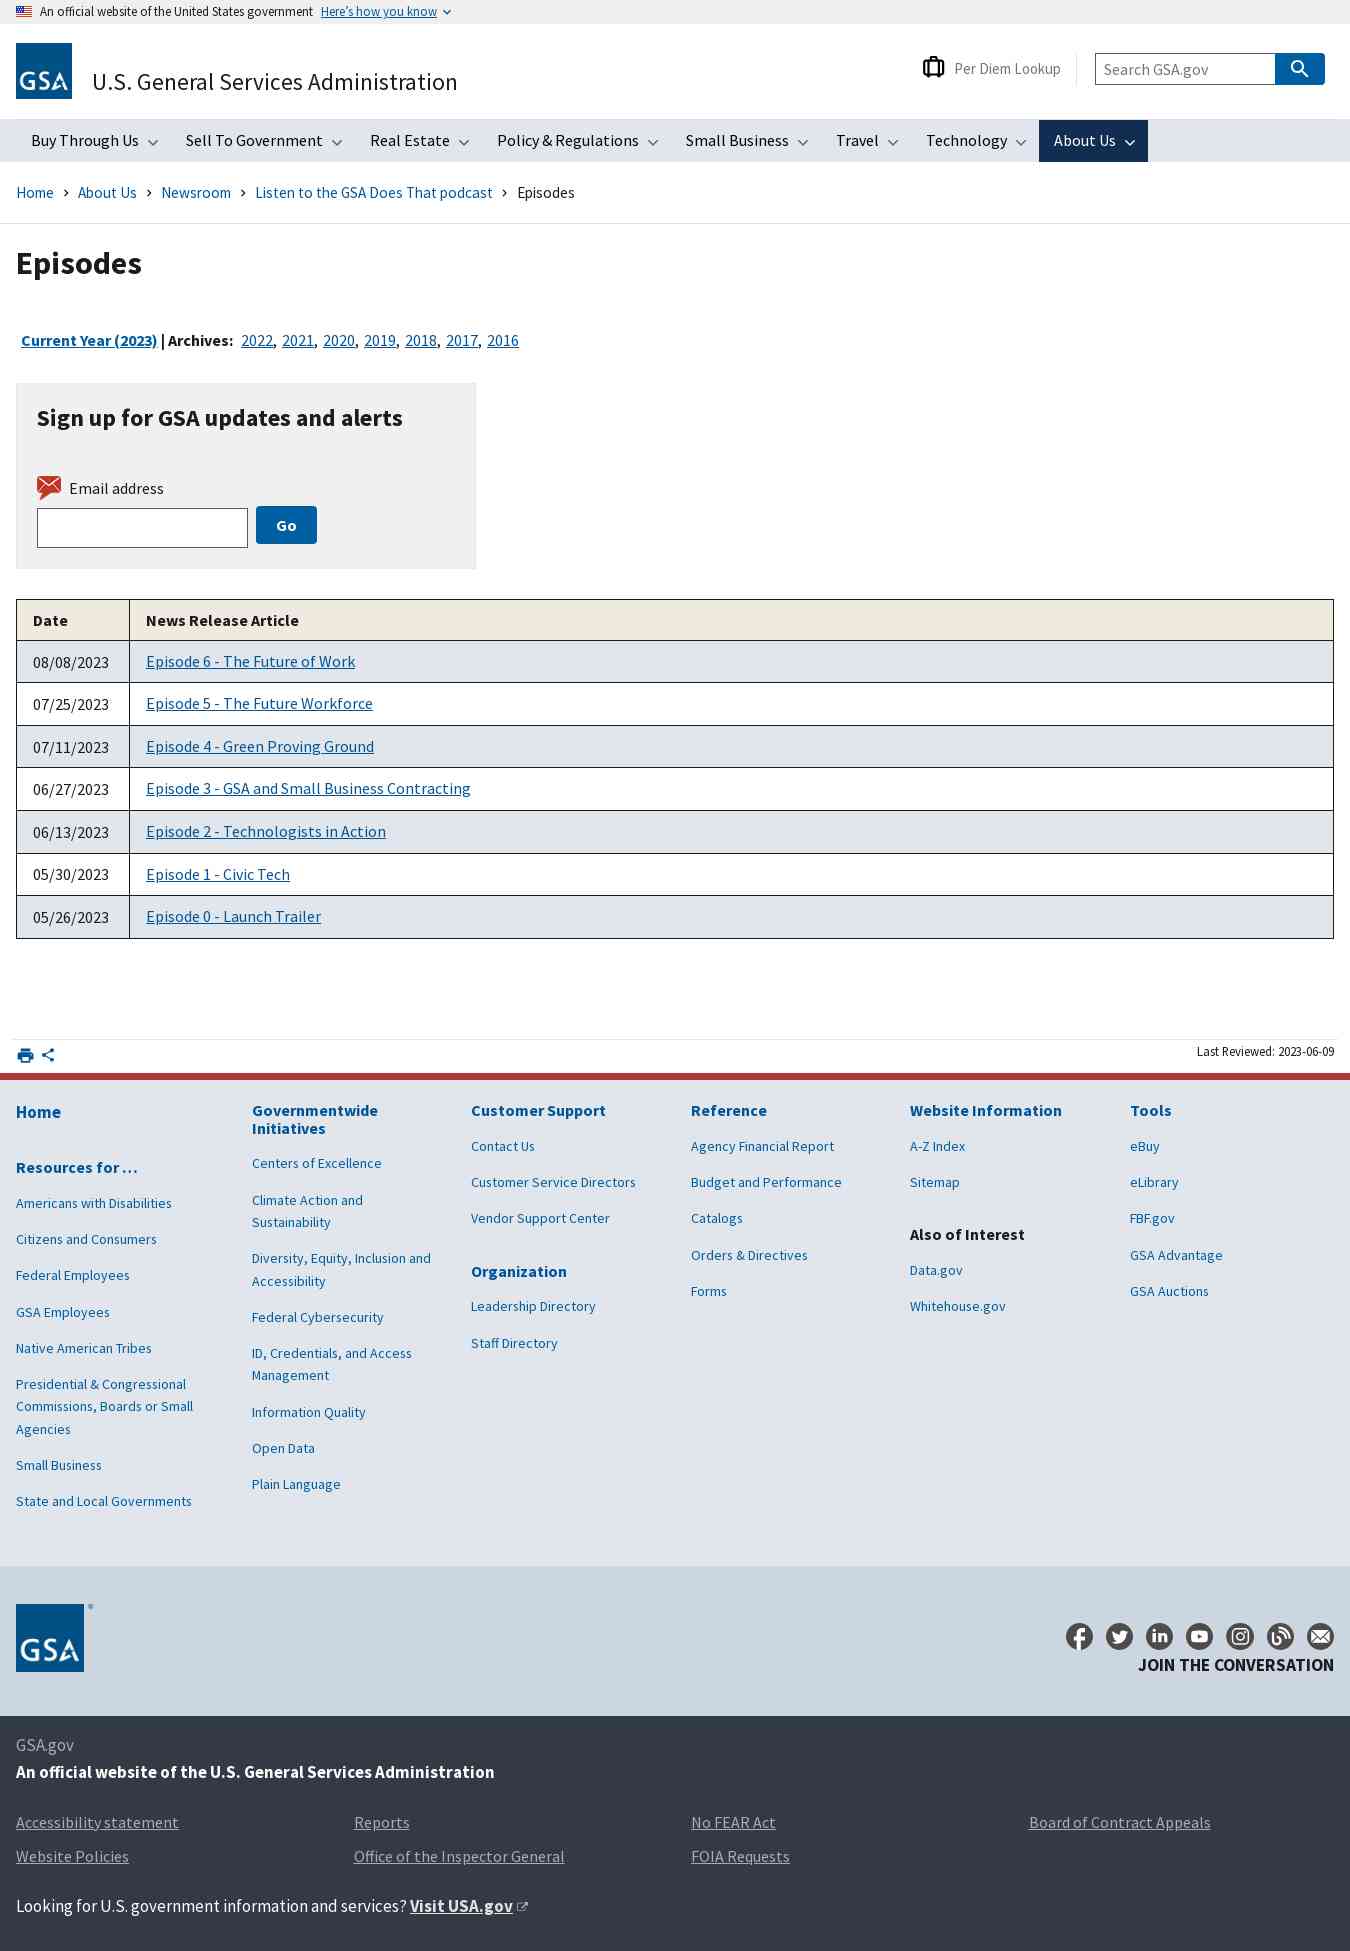 An official website of the United States government Here's how you know
GSA
U.S. General Services Administration
Per Diem Lookup
Search GSA.gov
Buy Through Us Sell To Government Real Estate Policy & Regulations Small Business Travel Technology About Us
Home About Us Newsroom Listen to the GSA Does That podcast Episodes
Episodes
Current Year (2023) | Archives: 2022, 2021, 2020, 2019, 2018, 2017, 2016
Sign up for GSA updates and alerts
Email address
Go
Date News Release Article
08/08/2023 Episode 6 - The Future of Work
07/25/2023 Episode 5 - The Future Workforce
07/11/2023 Episode 4 - Green Proving Ground
06/27/2023 Episode 3 - GSA and Small Business Contracting
06/13/2023 Episode 2 - Technologists in Action
05/30/2023 Episode 1 - Civic Tech
05/26/2023 Episode 0 - Launch Trailer
Last Reviewed: 2023-06-09
Home
Resources for …
Americans with Disabilities
Citizens and Consumers
Federal Employees
GSA Employees
Native American Tribes
Presidential & Congressional
Commissions, Boards or Small
Agencies
Small Business
State and Local Governments
Governmentwide
Initiatives
Centers of Excellence
Climate Action and
Sustainability
Diversity, Equity, Inclusion and
Accessibility
Federal Cybersecurity
ID, Credentials, and Access
Management
Information Quality
Open Data
Plain Language
Customer Support
Contact Us
Customer Service Directors
Vendor Support Center
Organization
Leadership Directory
Staff Directory
Reference
Agency Financial Report
Budget and Performance
Catalogs
Orders & Directives
Forms
Website Information
A-Z Index
Sitemap
Also of Interest
Data.gov
Whitehouse.gov
Tools
eBuy
eLibrary
FBF.gov
GSA Advantage
GSA Auctions
GSA
JOIN THE CONVERSATION
GSA.gov
An official website of the U.S. General Services Administration
Accessibility statement Reports No FEAR Act Board of Contract Appeals
Website Policies Office of the Inspector General FOIA Requests
Looking for U.S. government information and services? Visit USA.gov